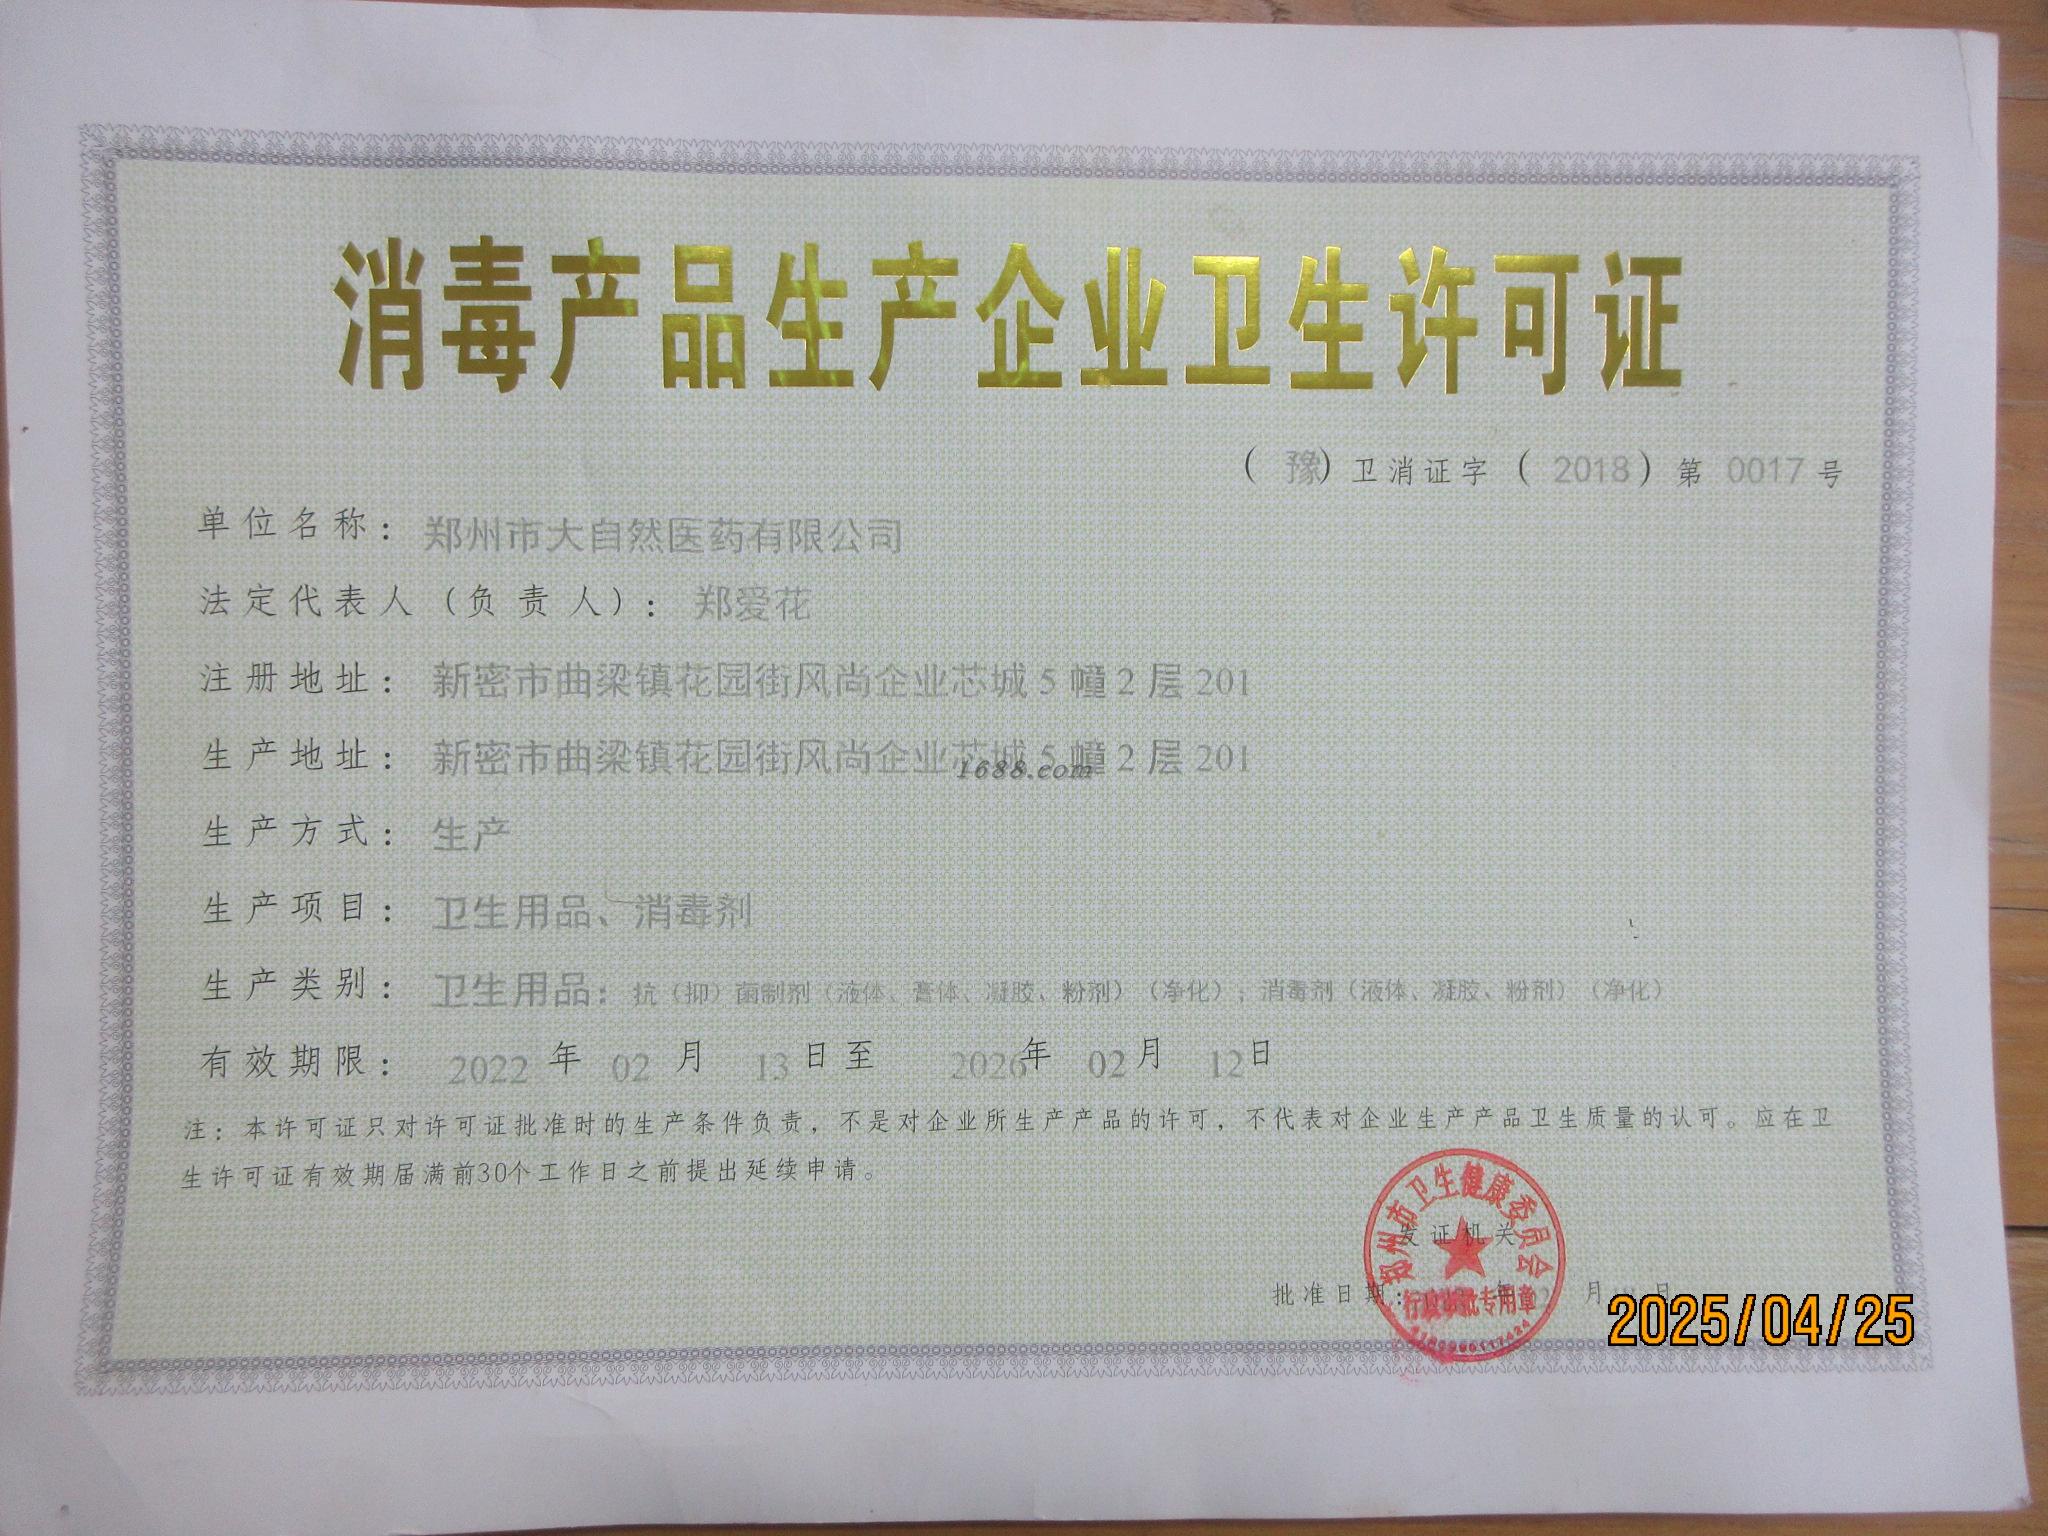 消毒产品生产企业卫生许可证
（豫）卫消证字（2018）第 0017 号
单位名称：郑州市大自然医药有限公司
法定代表人（负责人）：郑爱花
注册地址：新密市曲梁镇花园街风尚企业芯城 5 幢 2 层 201
生产地址：新密市曲梁镇花园街风尚企业芯城 5 幢 2 层 201
1688.com
生产方式：生产
生产项目：卫生用品、消毒剂
生产类别：卫生用品：抗（抑）菌制剂（液体、膏体、凝胶、粉剂）（净化）；消毒剂（液体、凝胶、粉剂）（净化）
有效期限：2022 年 02 月 13 日至 2026 年 02 月 12 日
注：本许可证只对许可证批准时的生产条件负责，不是对企业所生产产品的许可，不代表对企业生产产品卫生质量的认可。应在卫
生许可证有效期届满前30个工作日之前提出延续申请。
郑州市卫生健康委员会
发证机关
批准日期： 年 月 日
行政审批专用章
2025/04/25